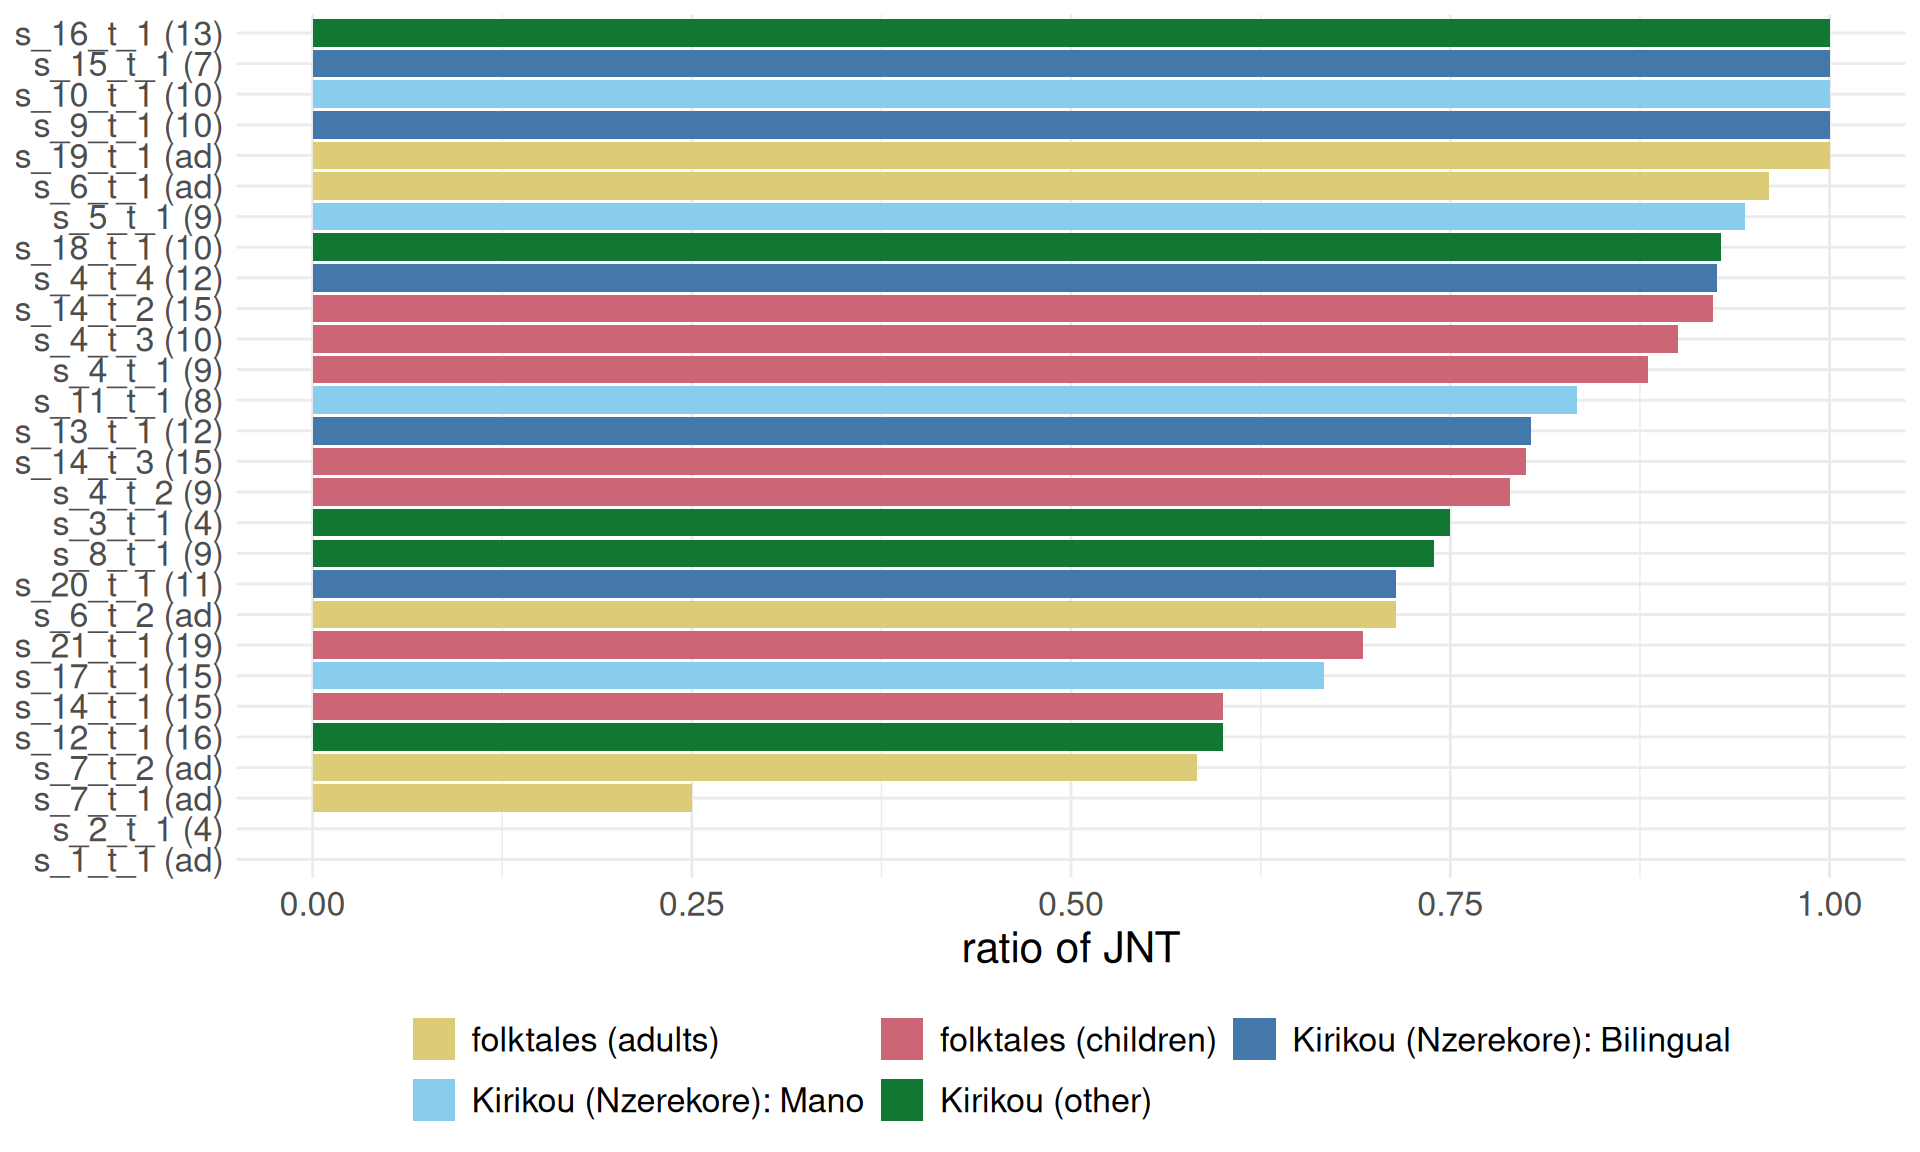 s_16_t_1 (13)
s_15_t_1 (7)
s_10_t_1 (10)
s_9_t_1 (10)
s_19_t_1 (ad)
s_6_t_1 (ad)
s_5_t_1 (9)
s_18_t_1 (10)
s_4_t_4 (12)
s_14_t_2 (15)
s_4_t_3 (10)
s_4_t_1 (9)
s_11_t_1 (8)
s_13_t_1 (12)
s_14_t_3 (15)
s_4_t_2 (9)
s_3_t_1 (4)
s_8_t_1 (9)
s_20_t_1 (11)
s_6_t_2 (ad)
s_21_t_1 (19)
s_17_t_1 (15)
s_14_t_1 (15)
s_12_t_1 (16)
s_7_t_2 (ad)
s_7_t_1 (ad)
s_2_t_1 (4)
s_1_t_1 (ad)
0.00 0.25 0.50 0.75 1.00
ratio of JNT
folktales (adults) folktales (children) Kirikou (Nzerekore): Bilingual
Kirikou (Nzerekore): Mano Kirikou (other)